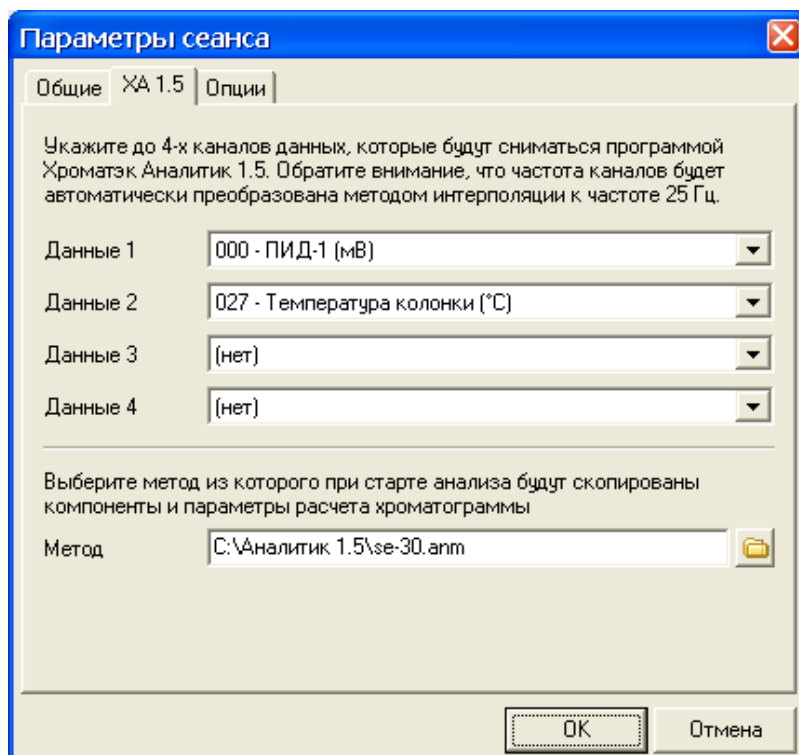 Параметры сеанса
Общие ХА 1.5 Опции
Укажите до 4-х каналов данных, которые будут сниматься программой
Хроматэк Аналитик 1.5. Обратите внимание, что частота каналов будет
автоматически преобразована методом интерполяции к частоте 25 Гц.
Данные 1 000 - ПИД-1 (мВ)
Данные 2 027 - Температура колонки (°C)
Данные 3 (нет)
Данные 4 (нет)
Выберите метод из которого при старте анализа будут скопированы
компоненты и параметры расчета хроматограммы
Метод C:\Аналитик 1.5\se-30.anm
OK Отмена